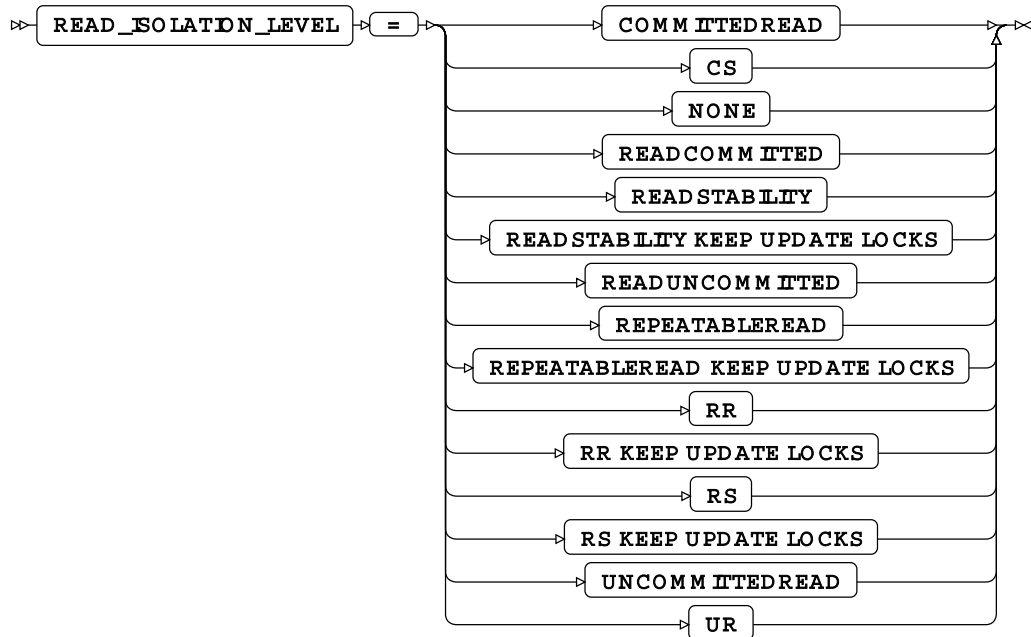 READ_ISOLATION_LEVEL = COMMITTEDREAD
CS
NONE
READCOMMITTED
READSTABILITY
READSTABILITY KEEP UPDATE LOCKS
READUNCOMMITTED
REPEATABLEREAD
REPEATABLEREAD KEEP UPDATE LOCKS
RR
RR KEEP UPDATE LOCKS
RS
RS KEEP UPDATE LOCKS
UNCOMMITTEDREAD
UR